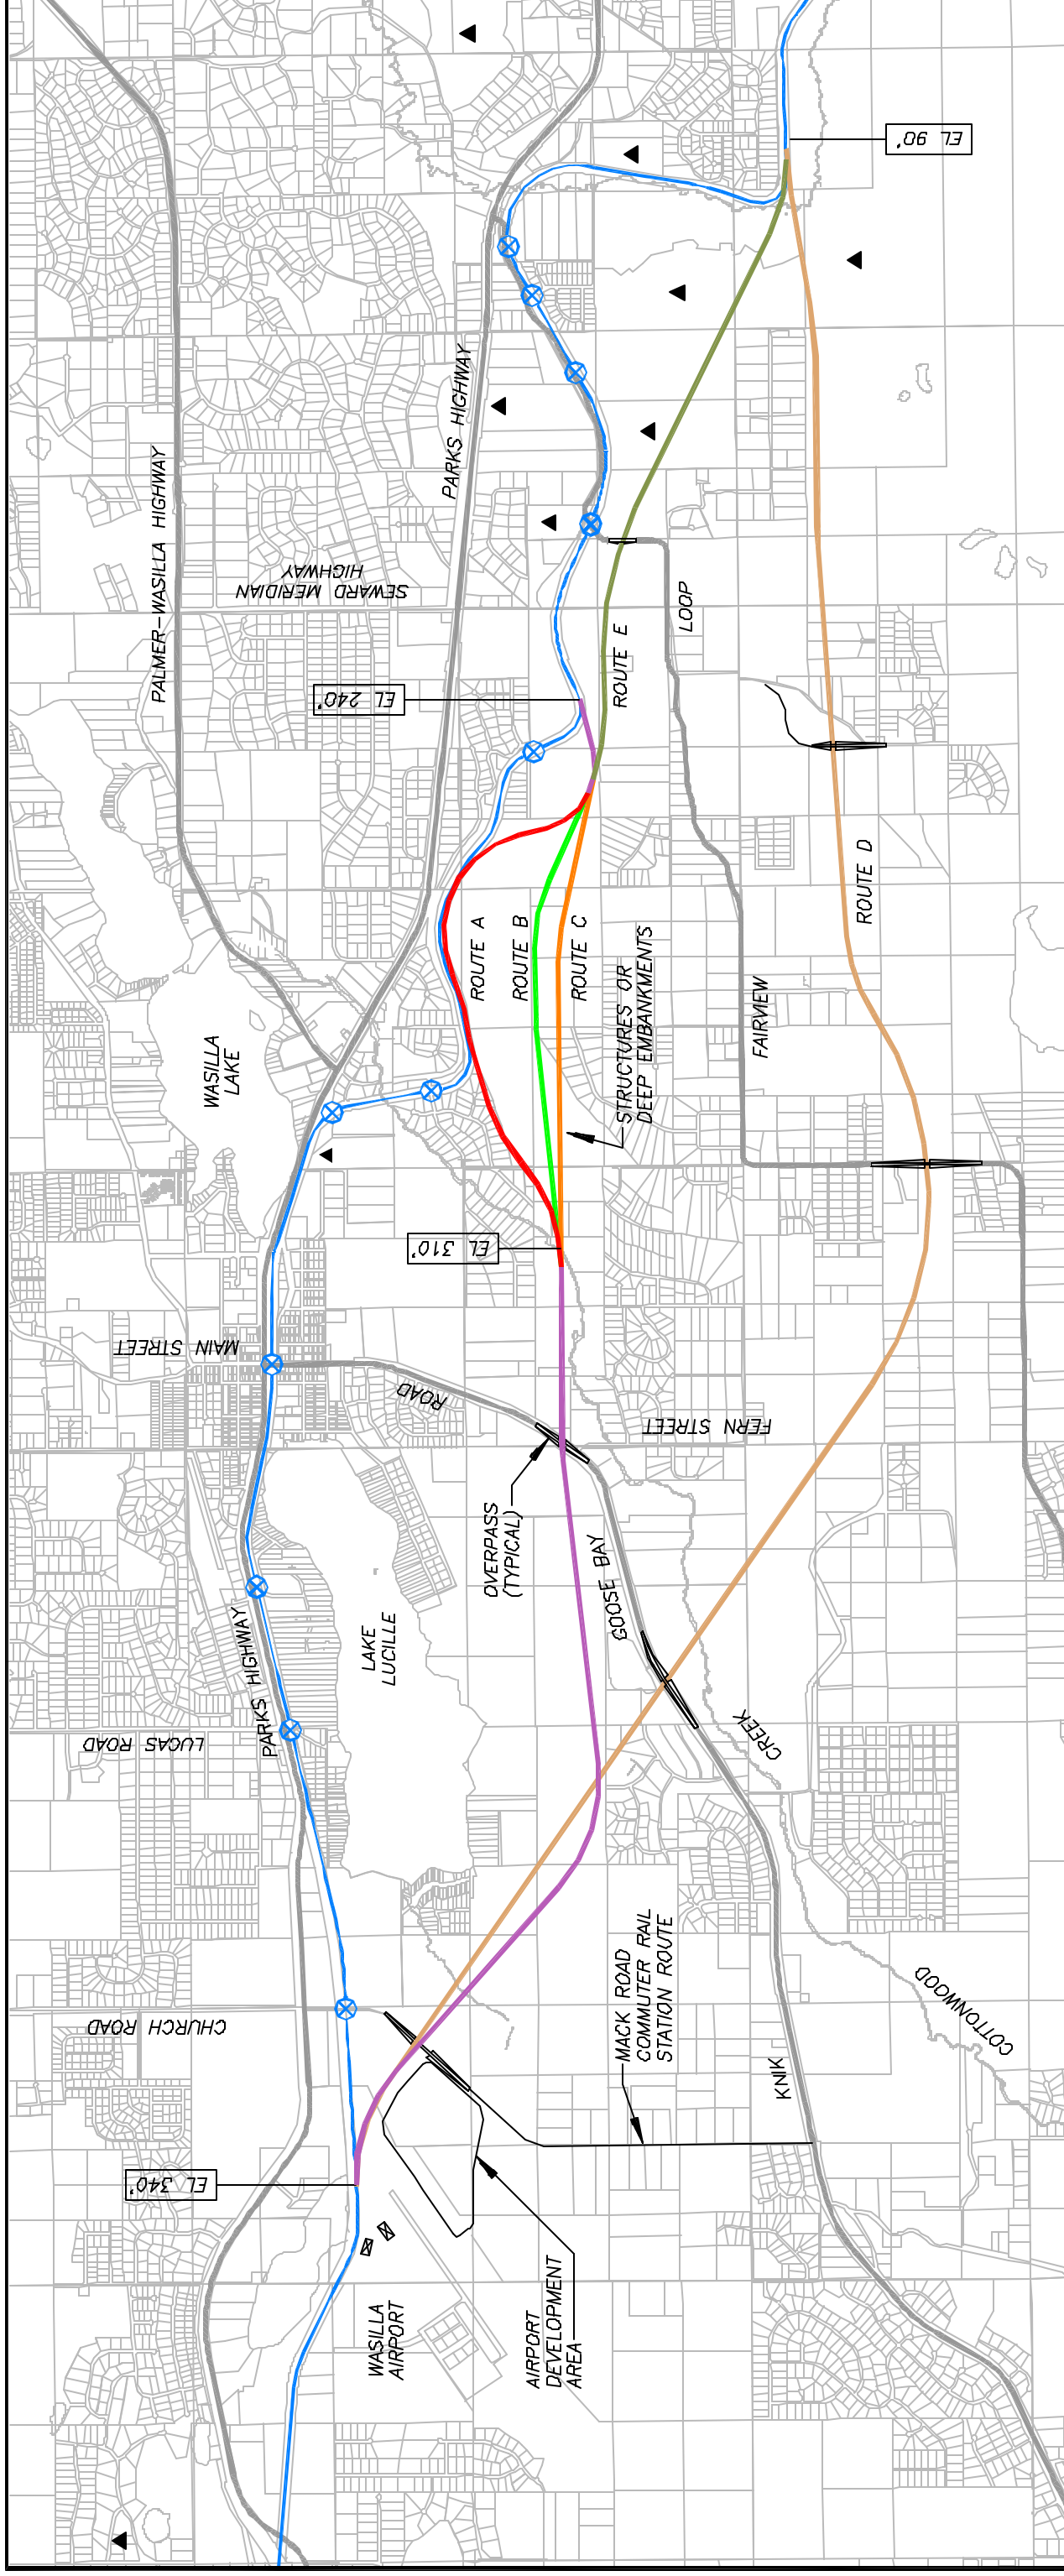 PALMER-WASILLA HIGHWAY
PARKS HIGHWAY
SEWARD MERIDIAN
HIGHWAY
EL 90'
EL 240'
ROUTE E
LOOP
ROUTE D
ROUTE A
ROUTE B
ROUTE C
STRUCTURES OR
DEEP EMBANKMENTS
FAIRVIEW
WASILLA
LAKE
EL 310'
MAIN STREET
ROAD
FERN STREET
OVERPASS
(TYPICAL)
GOOSE BAY
LAKE
LUCILLE
PARKS HIGHWAY
LUCAS ROAD
CREEK
CHURCH ROAD
MACK ROAD
COMMUTER RAIL
STATION ROUTE
COTTONWOOD
KNIK
EL 340'
WASILLA
AIRPORT
AIRPORT
DEVELOPMENT
AREA